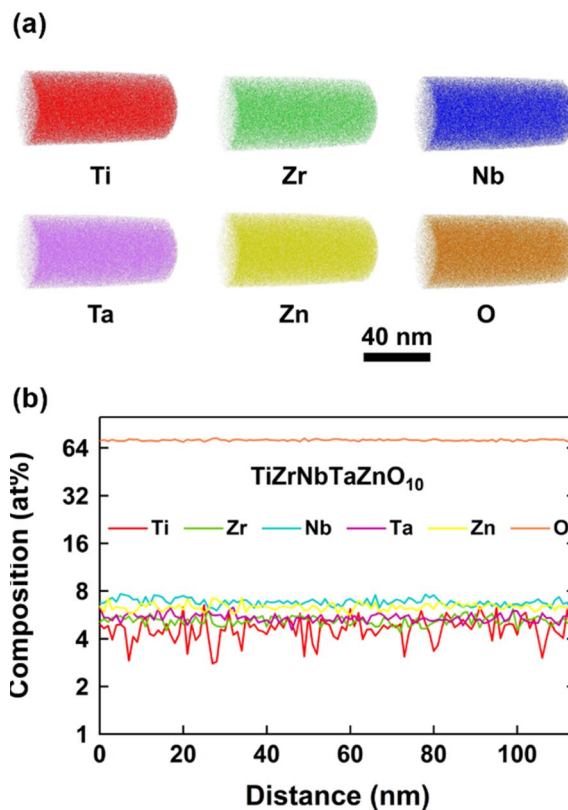 (a)
Ti Zr Nb
Ta Zn O
40 nm
(b)
Composition (at%)
64
32
16
8
4
2
1
TiZrNbTaZnO₁₀
Ti Zr Nb Ta Zn O
0 20 40 60 80 100
Distance (nm)